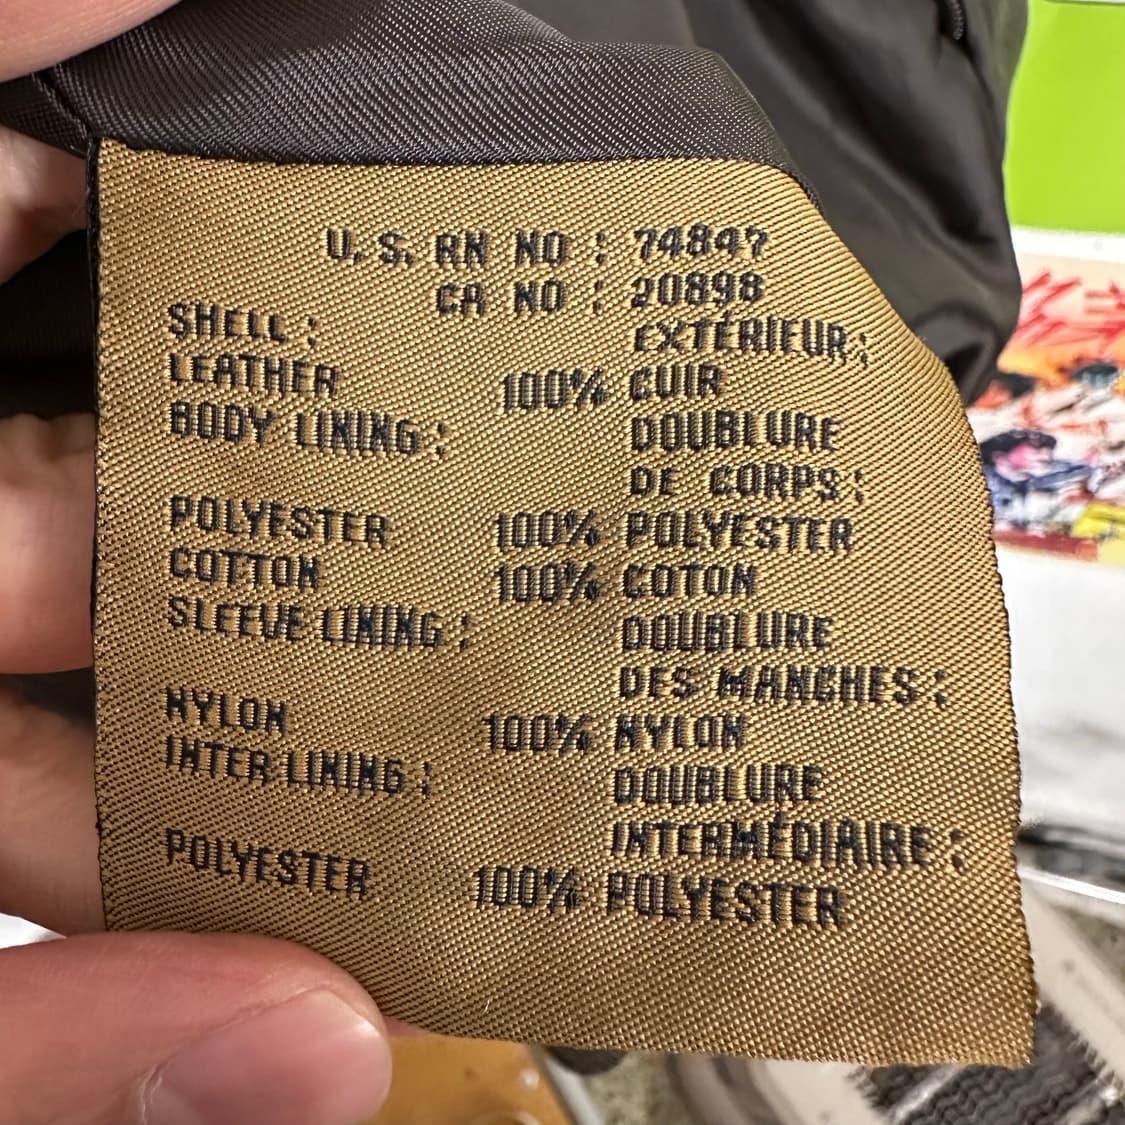 U.S. RN NO : 74847
CA NO : 20898
SHELL : EXTÉRIEUR :
LEATHER 100% CUIR
BODY LINING : DOUBLURE
DE CORPS :
POLYESTER 100% POLYESTER
COTTON 100% COTON
SLEEVE LINING : DOUBLURE
DES MANCHES :
NYLON 100% NYLON
INTER LINING : DOUBLURE
INTERMÉDIAIRE :
POLYESTER 100% POLYESTER